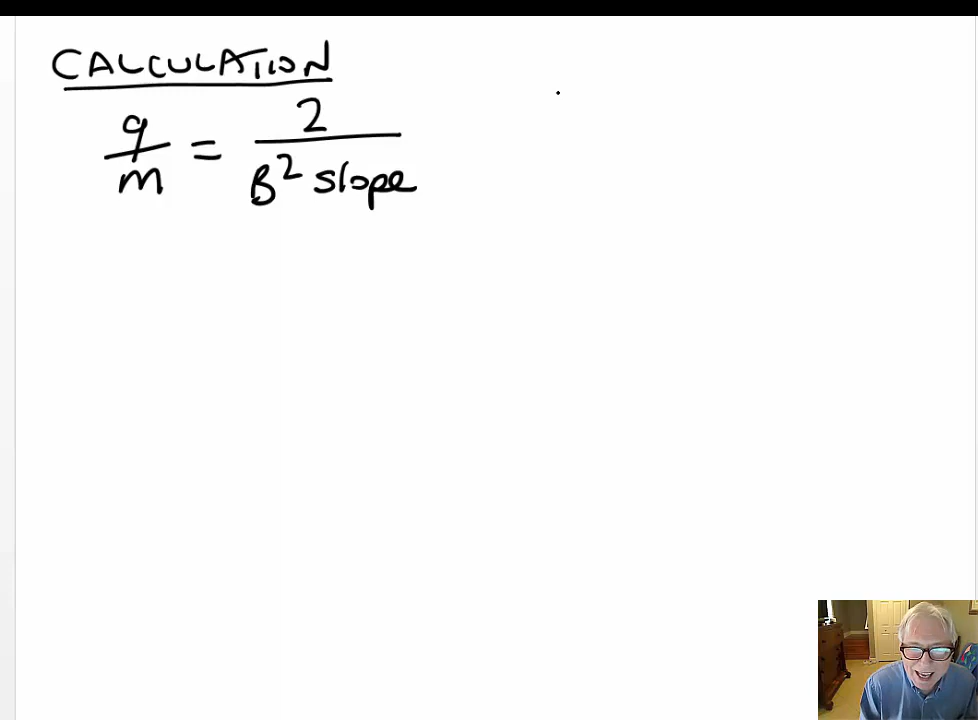 CALCULATION
q/m = 2/B² slope